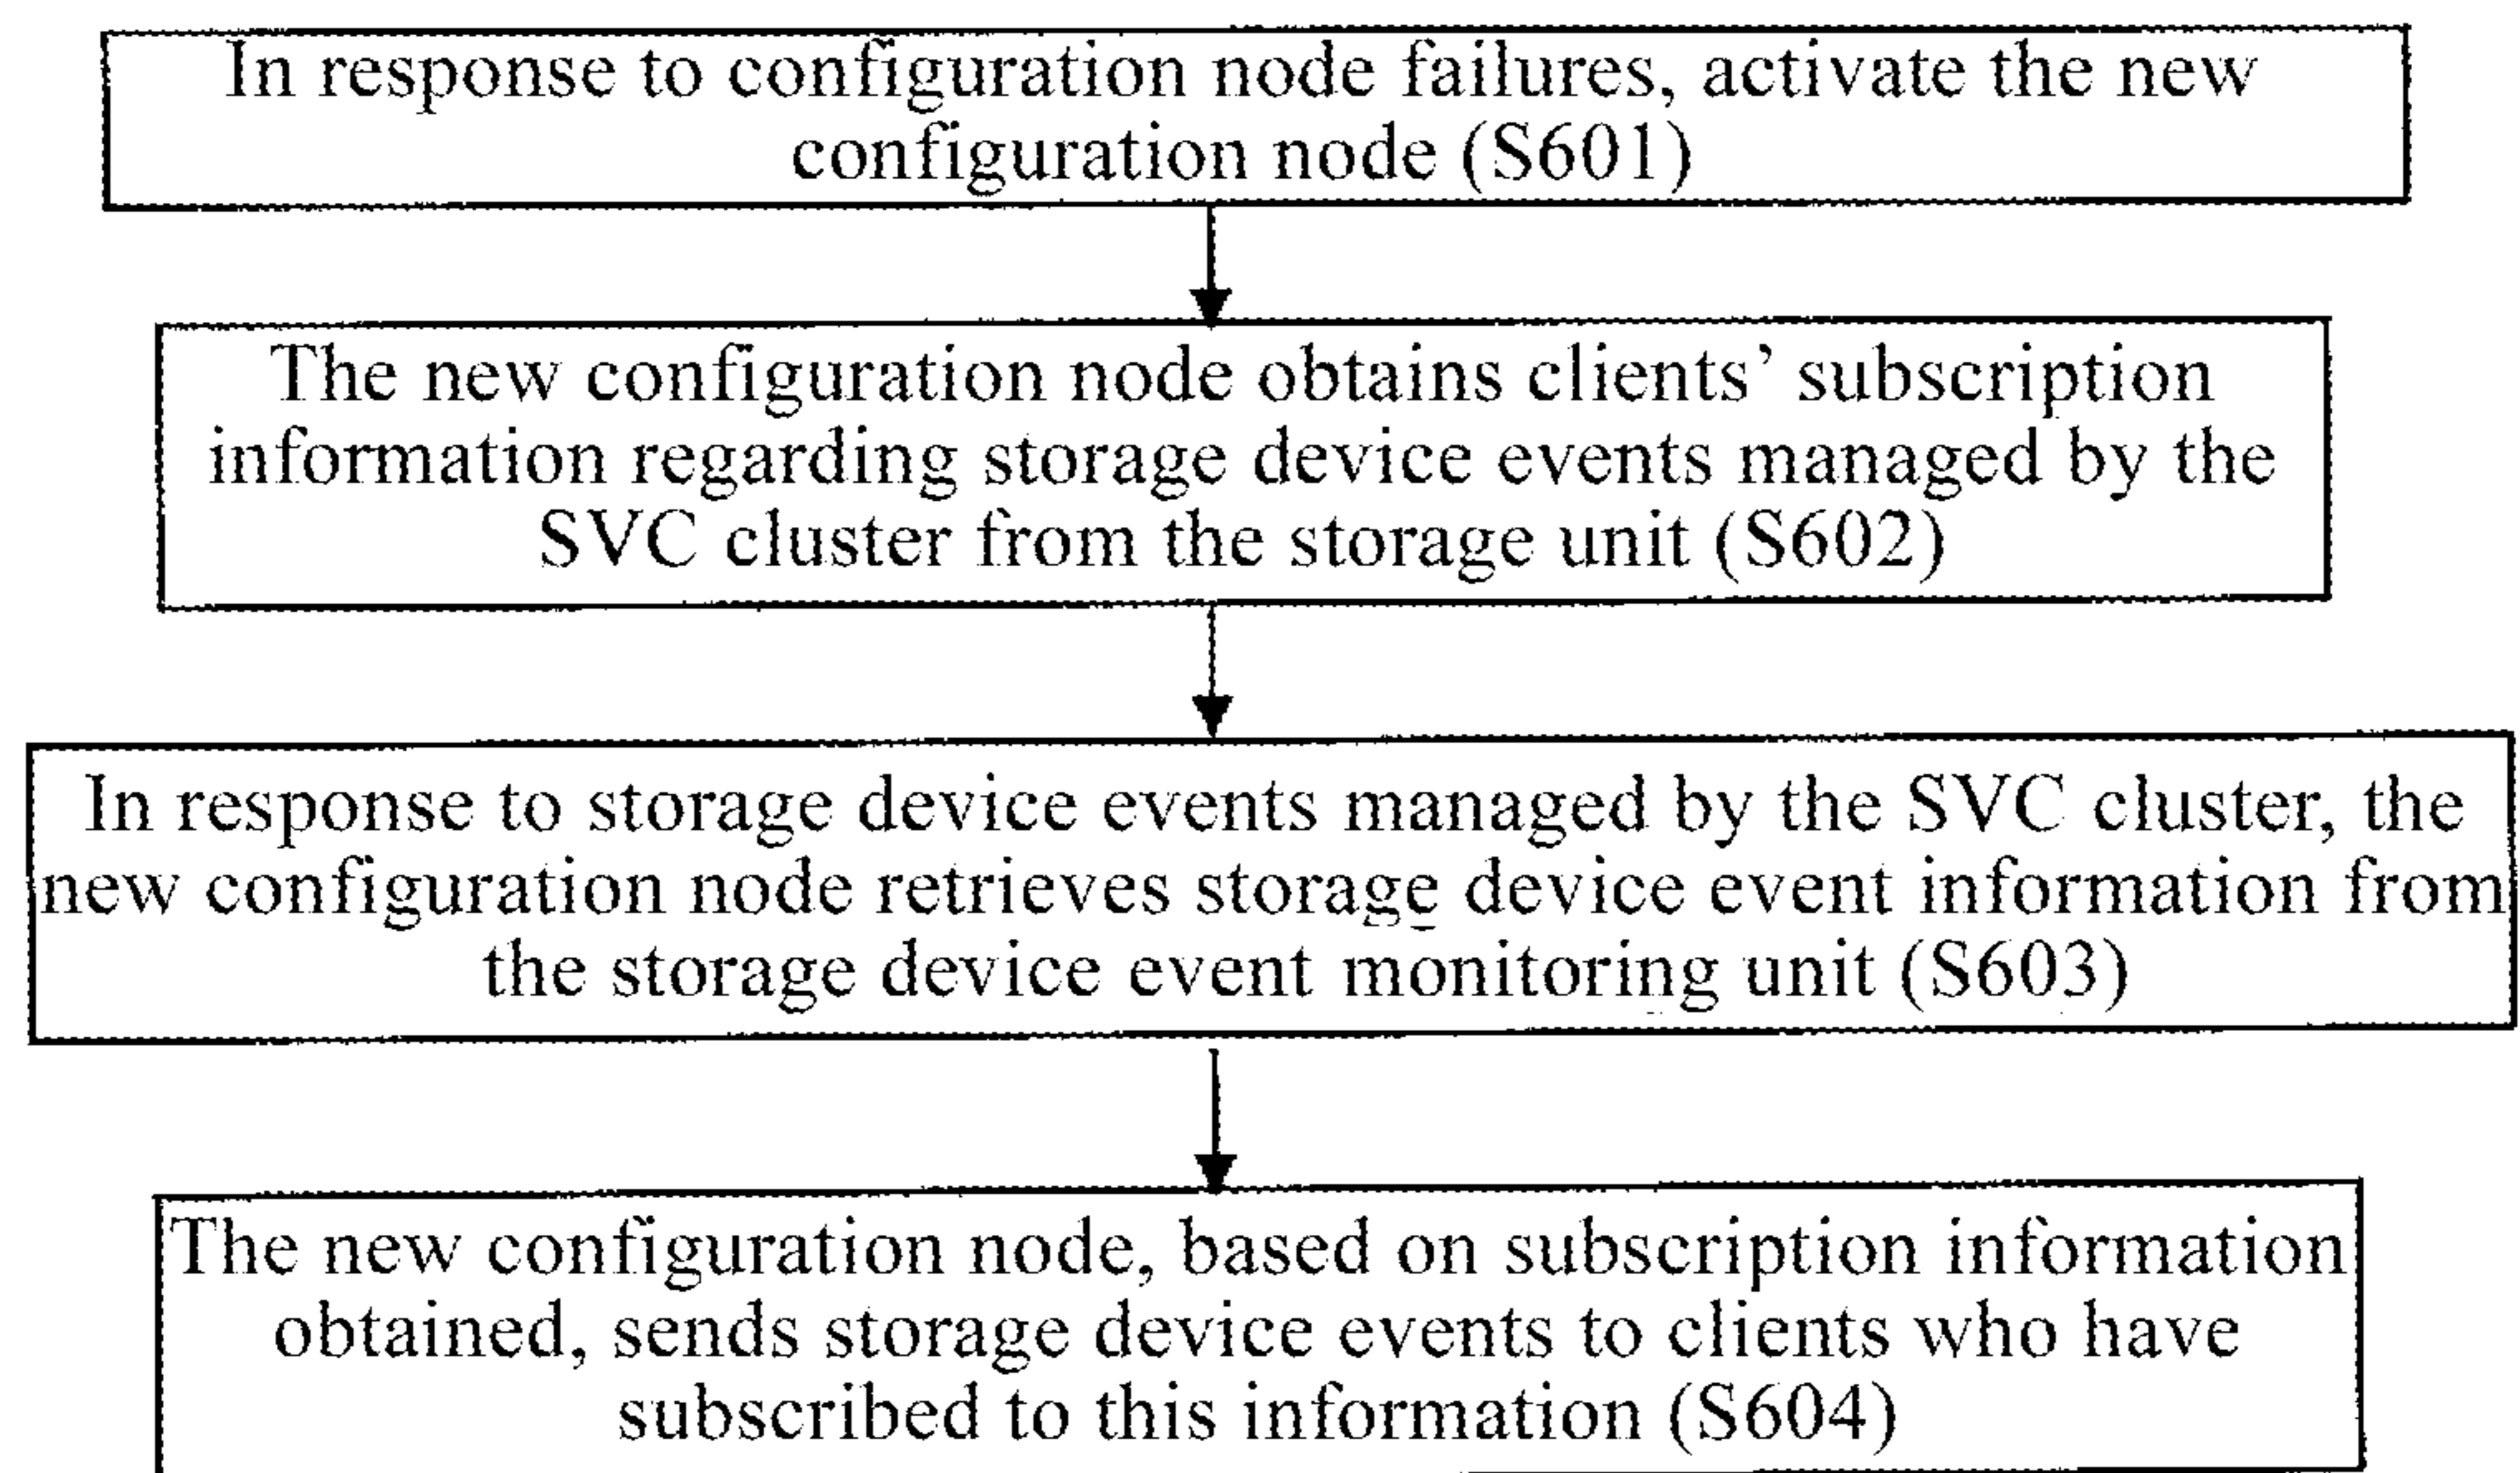 In response to configuration node failures, activate the new
configuration node (S601)
The new configuration node obtains clients' subscription
information regarding storage device events managed by the
SVC cluster from the storage unit (S602)
In response to storage device events managed by the SVC cluster, the
new configuration node retrieves storage device event information from
the storage device event monitoring unit (S603)
The new configuration node, based on subscription information
obtained, sends storage device events to clients who have
subscribed to this information (S604)